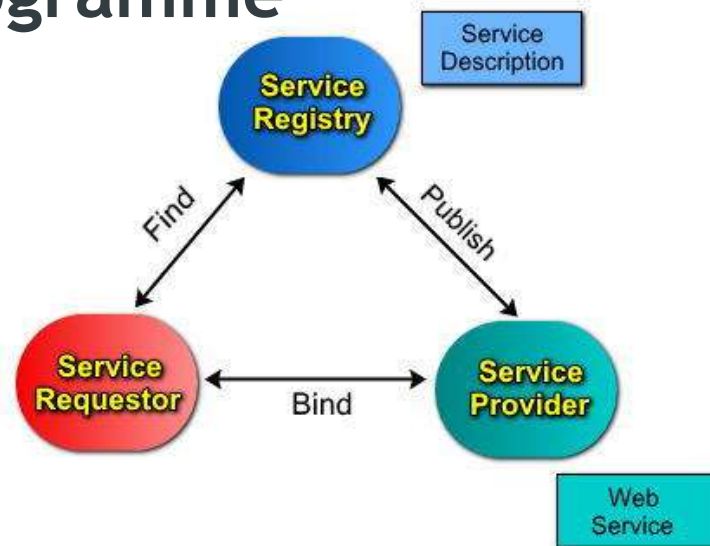 Service
Description
Service
Registry
Find
Publish
Service
Requestor
Bind
Service
Provider
Web
Service